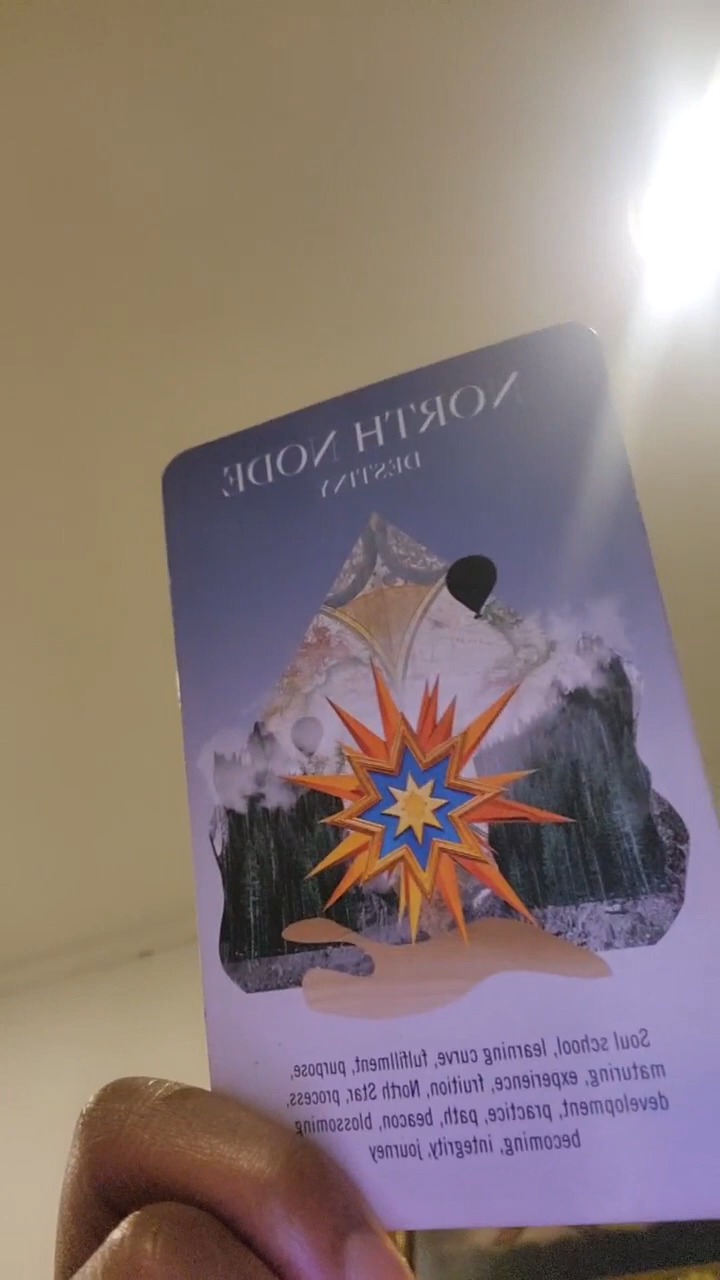 NORTH NODE
DESTINY
Soul school, learning curve, fulfillment, purpose,
maturing, experience, fruition, North Star, process,
development, practice, path, beacon, blossoming
becoming, integrity, journey